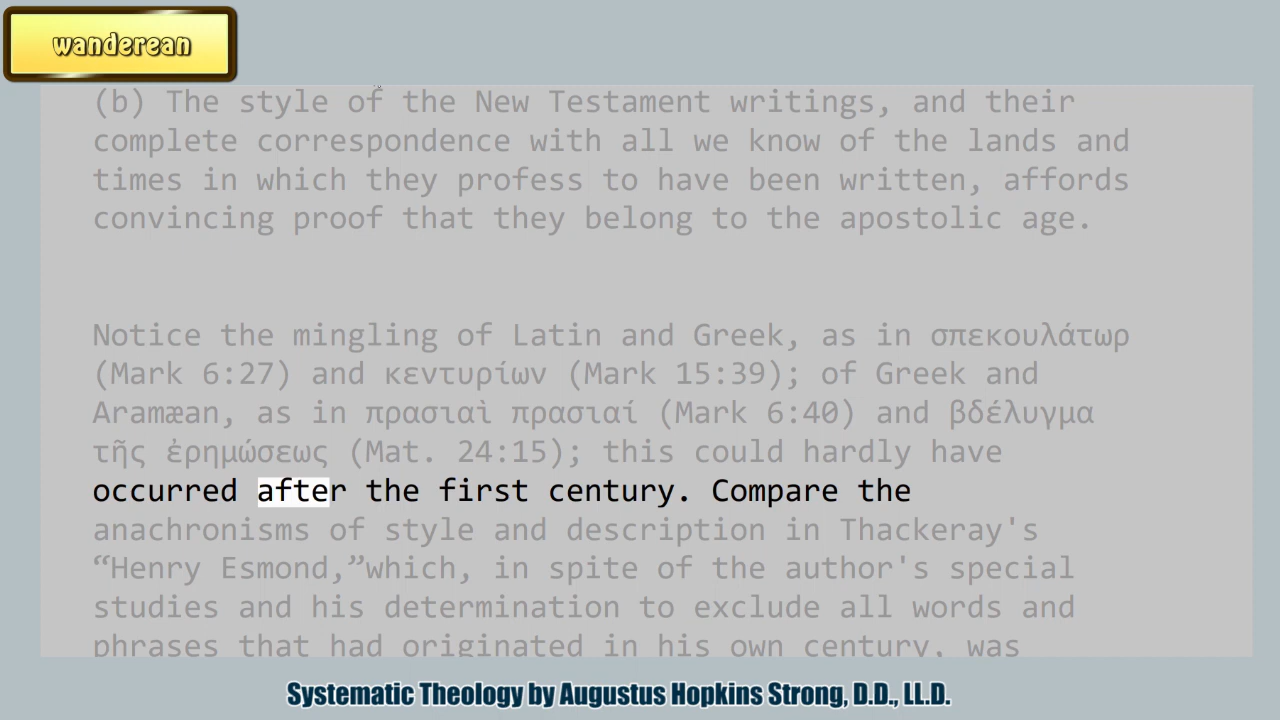 wanderean
(b) The style of the New Testament writings, and their
complete correspondence with all we know of the lands and
times in which they profess to have been written, affords
convincing proof that they belong to the apostolic age.
Notice the mingling of Latin and Greek, as in σπεκουλάτωρ
(Mark 6:27) and κεντυρίων (Mark 15:39); of Greek and
Aramæan, as in πρασιαὶ πρασιαί (Mark 6:40) and βδέλυγμα
τῆς ἐρημώσεως (Mat. 24:15); this could hardly have
occurred after the first century. Compare the
anachronisms of style and description in Thackeray's
“Henry Esmond,”which, in spite of the author's special
studies and his determination to exclude all words and
phrases that had originated in his own century, was
Systematic Theology by Augustus Hopkins Strong, D.D., LL.D.